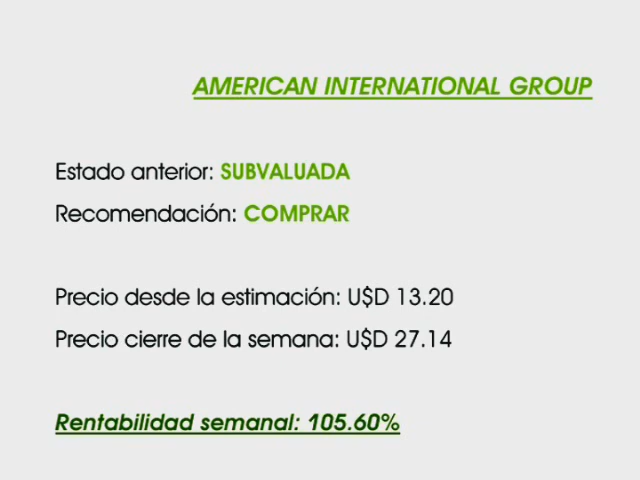 AMERICAN INTERNATIONAL GROUP
Estado anterior: SUBVALUADA
Recomendación: COMPRAR
Precio desde la estimación: U$D 13.20
Precio cierre de la semana: U$D 27.14
Rentabilidad semanal: 105.60%